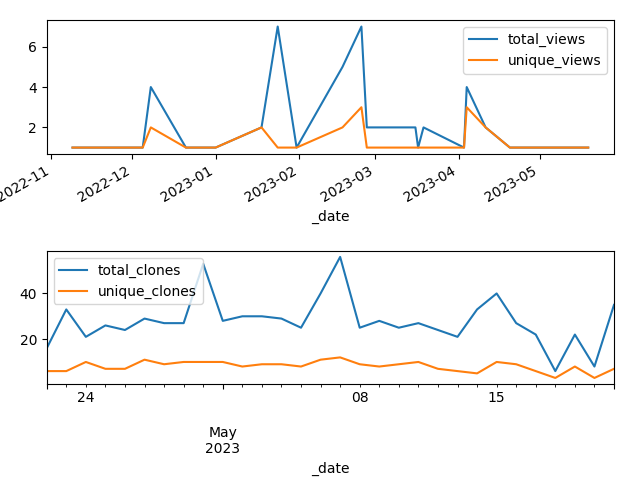 6
4
2
total_views
unique_views
2022-11
2022-12
2023-01
2023-02
2023-03
2023-04
2023-05
_date
total_clones
unique_clones
40
20
24
May
2023
08
15
_date